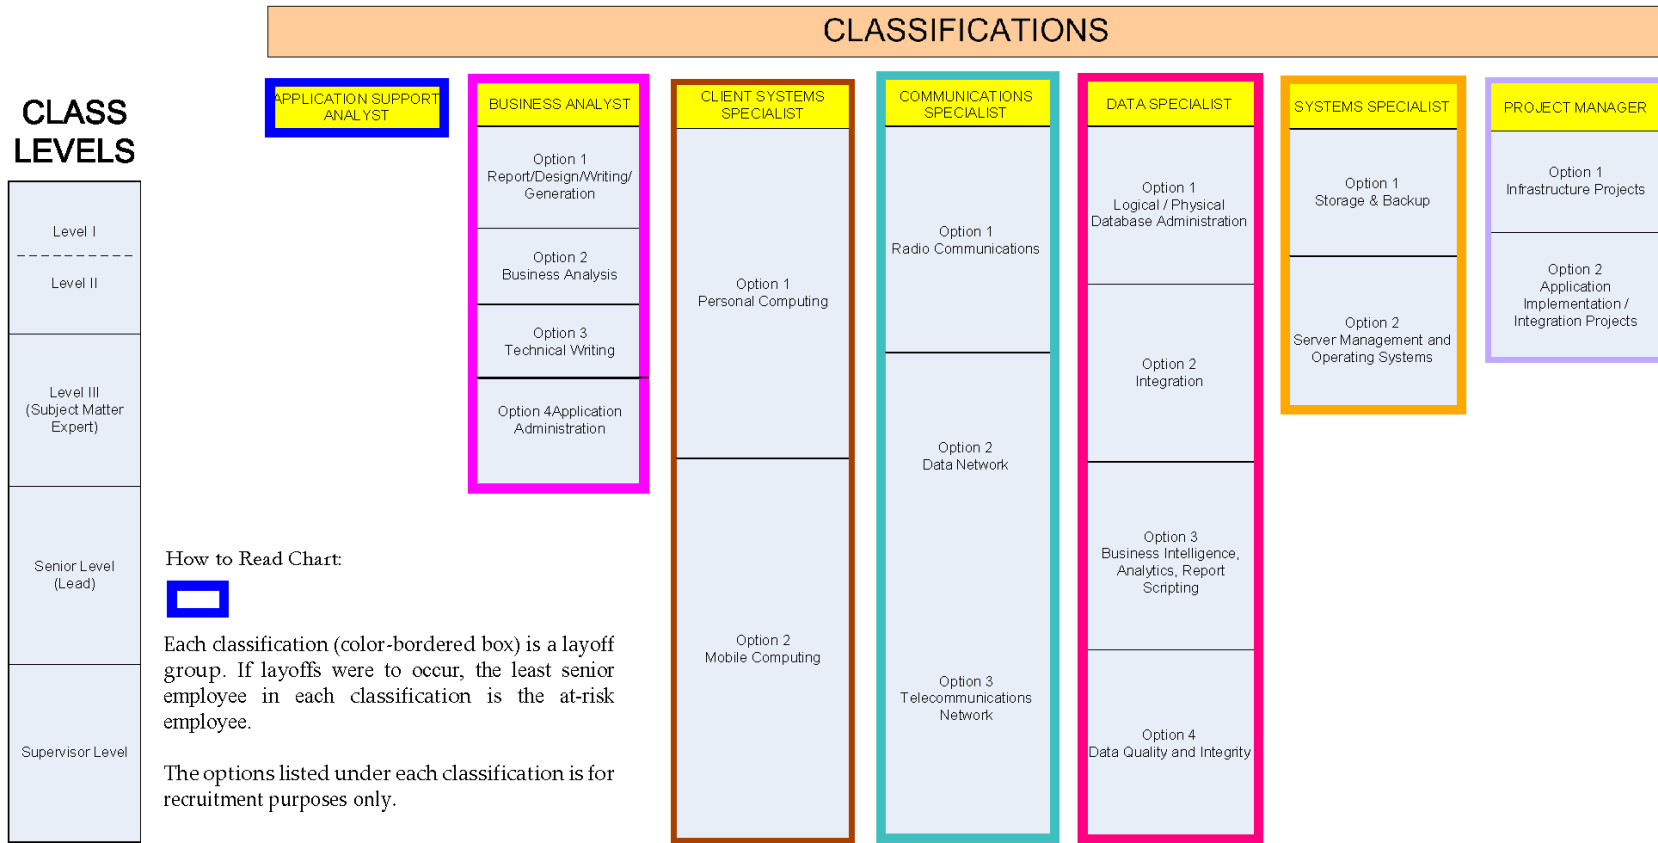 CLASSIFICATIONS
CLASS
LEVELS
Level I
Level II
Level III
(Subject Matter
Expert)
Senior Level
(Lead)
Supervisor Level
APPLICATION SUPPORT
ANALYST
BUSINESS ANALYST
Option 1
Report/Design/Writing/
Generation
Option 2
Business Analysis
Option 3
Technical Writing
Option 4Application
Administration
CLIENT SYSTEMS
SPECIALIST
Option 1
Personal Computing
Option 2
Mobile Computing
COMMUNICATIONS
SPECIALIST
Option 1
Radio Communications
Option 2
Data Network
Option 3
Telecommunications
Network
DATA SPECIALIST
Option 1
Logical / Physical
Database Administration
Option 2
Integration
Option 3
Business Intelligence,
Analytics, Report
Scripting
Option 4
Data Quality and Integrity
SYSTEMS SPECIALIST
Option 1
Storage & Backup
Option 2
Server Management and
Operating Systems
PROJECT MANAGER
Option 1
Infrastructure Projects
Option 2
Application
Implementation /
Integration Projects
How to Read Chart:
Each classification (color-bordered box) is a layoff
group. If layoffs were to occur, the least senior
employee in each classification is the at-risk
employee.
The options listed under each classification is for
recruitment purposes only.